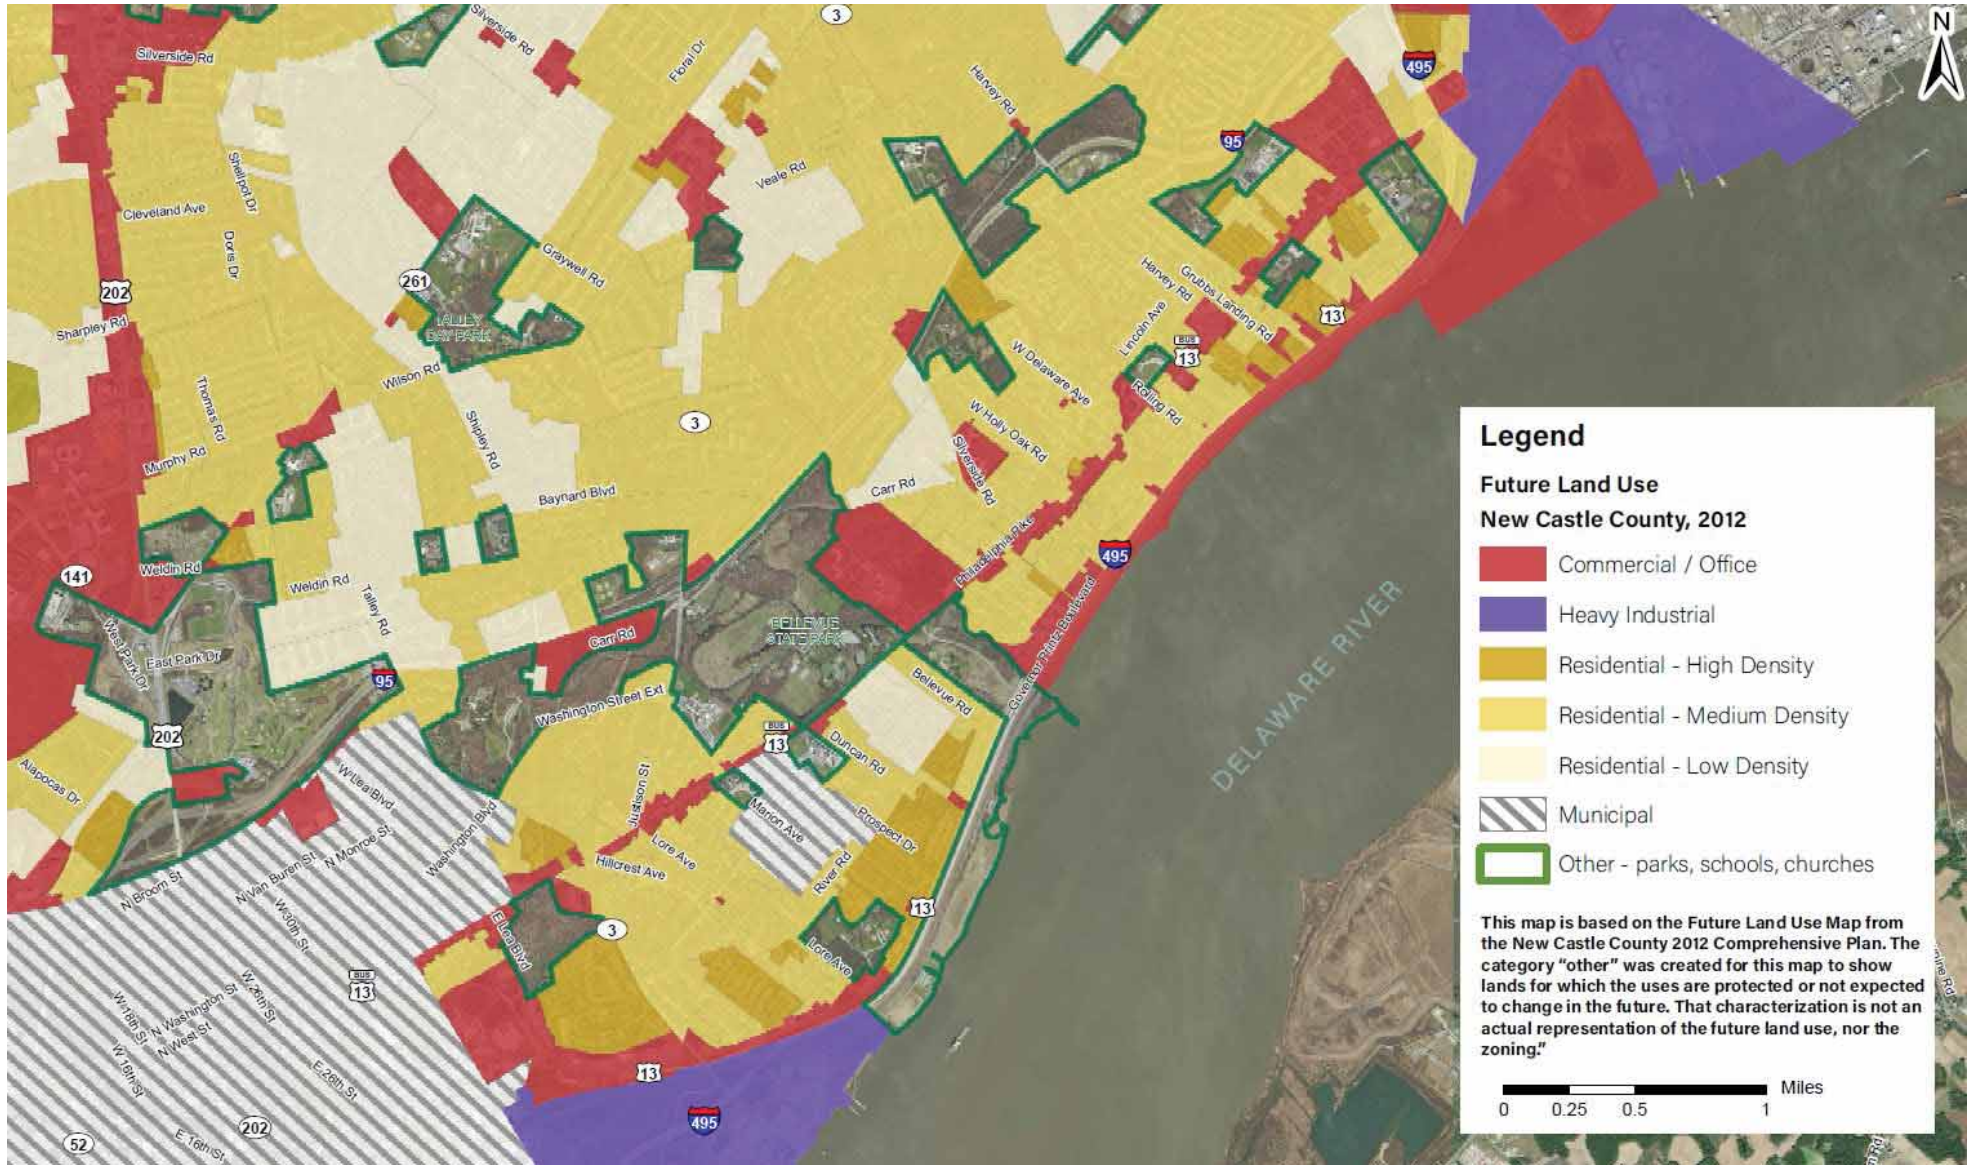 Silverside Rd
Silverside Rd
Floral Dr
3
Harvey Rd
495
N
95
Shellpot Dr
Veale Rd
Cleveland Ave
Doris Dr
Graywell Rd
261
202
Sharpley Rd
TALLEY
DAY PARK
Harvey Rd
Grubbs Landing Rd
13
Lincoln Ave
BUS
13
W Delaware Ave
Rolling Rd
Wilson Rd
Thomas Rd
Shipley Rd
3
W Holly Oak Rd
Silverside Rd
Murphy Rd
Baynard Blvd
Carr Rd
Philadelphia Pike
495
141
Weldin Rd
Weldin Rd
Talley Rd
West Park Dr
East Park Dr
95
202
Carr Rd
BELLEVUE
STATE PARK
Governor Printz Boulevard
Washington Street Ext
Bellevue Rd
BUS
13
Duncan Rd
DELAWARE RIVER
Alapocas Dr
W Lea Blvd
Justison St
Marion Ave
Prospect Dr
Washington Blvd
N Monroe St
N Van Buren St
N Broom St
W 30th St
Lore Ave
Hillcrest Ave
River Rd
13
3
E Lea Blvd
Lore Ave
BUS
13
W 26th St
N Washington St
W 18th St
N West St
W 16th St
E 26th St
13
495
202
52
E 16th St
Legend
Future Land Use
New Castle County, 2012
Commercial / Office
Heavy Industrial
Residential - High Density
Residential - Medium Density
Residential - Low Density
Municipal
Other - parks, schools, churches
This map is based on the Future Land Use Map from
the New Castle County 2012 Comprehensive Plan. The
category “other” was created for this map to show
lands for which the uses are protected or not expected
to change in the future. That characterization is not an
actual representation of the future land use, nor the
zoning.”
Miles
0 0.25 0.5 1